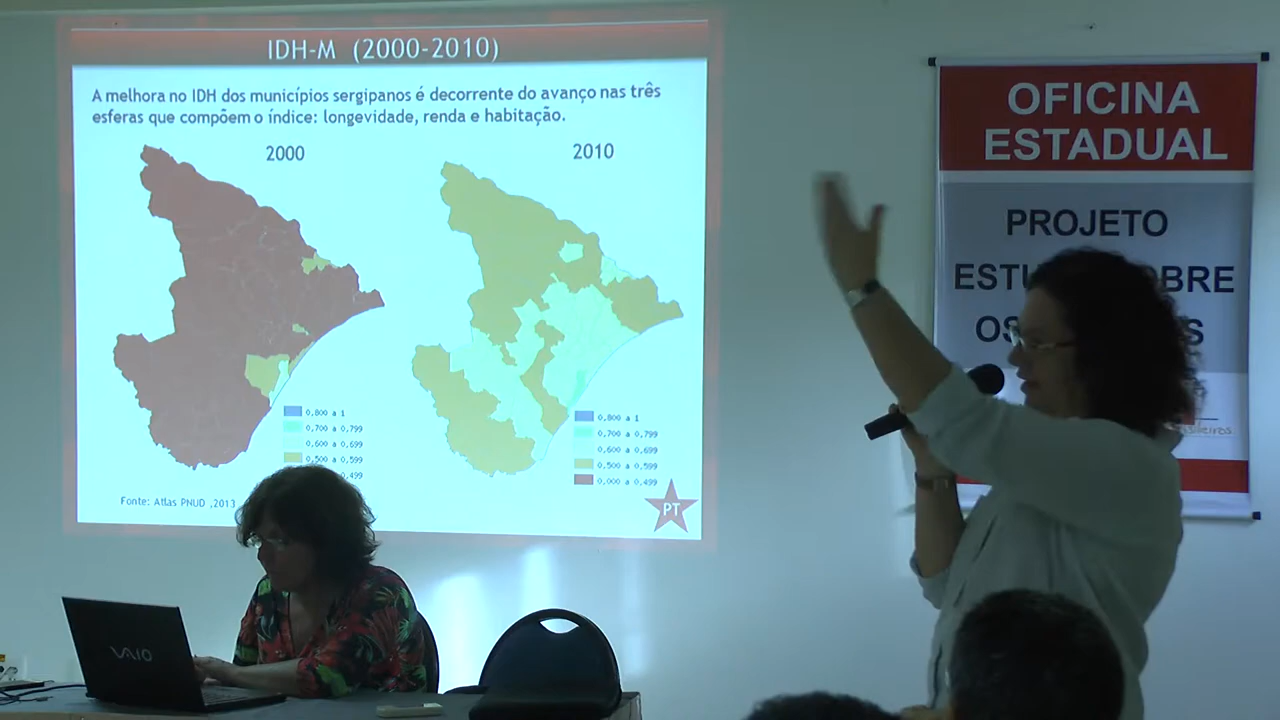 IDH-M (2000-2010)
A melhora no IDH dos municípios sergipanos é decorrente do avanço nas três
esferas que compõem o índice: longevidade, renda e habitação.
2000
2010
0,800 a 1
0,700 a 0,799
0,600 a 0,699
0,500 a 0,599
0,499
0,800 a 1
0,700 a 0,799
0,600 a 0,699
0,500 a 0,599
0,000 a 0,499
Fonte: Atlas PNUD ,2013
PT
VAIO
OFICINA
ESTADUAL
PROJETO